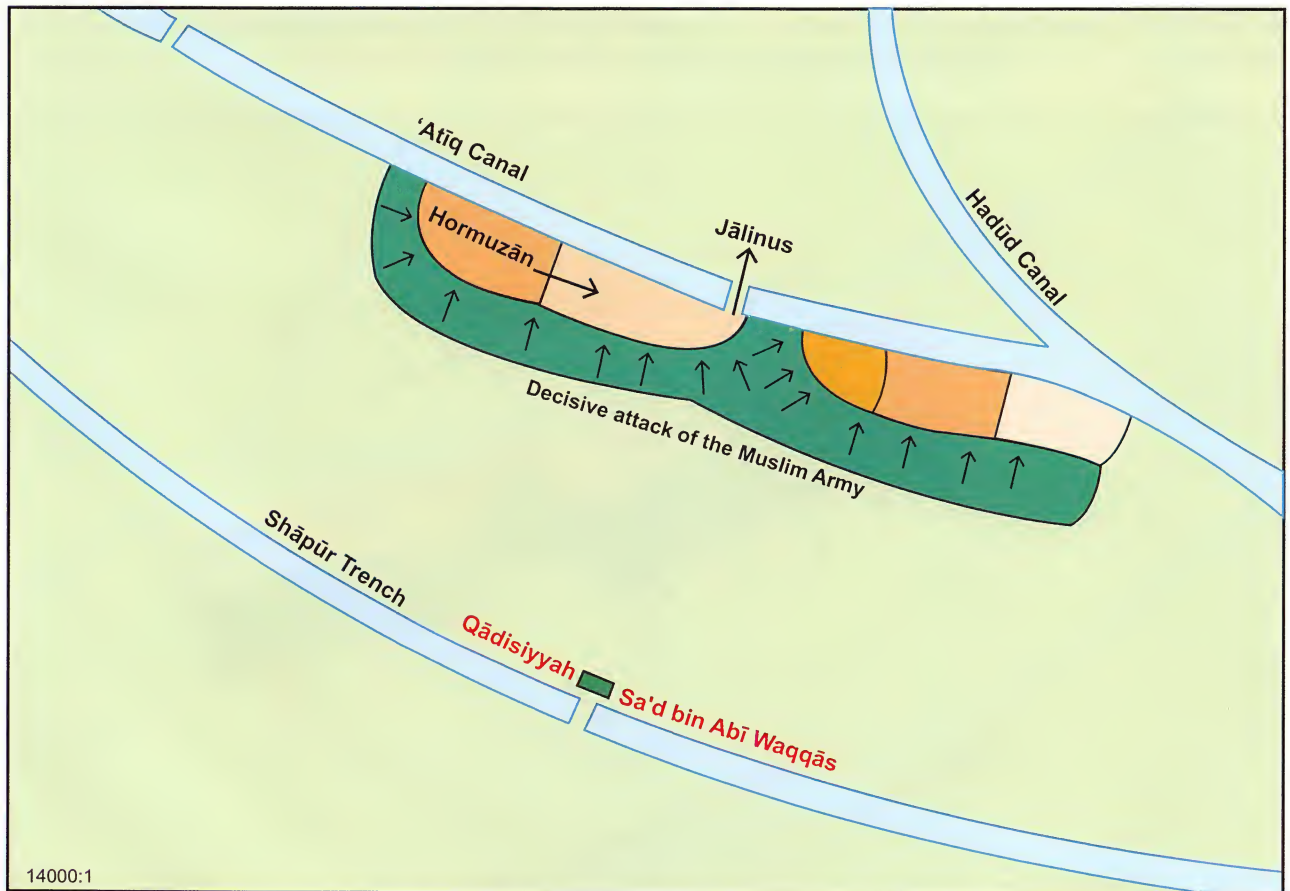 ‘Atīq Canal
Hadūd Canal
Jālinus
Hormuzān
Decisive attack of the Muslim Army
Shāpūr Trench
Qādisiyyah
Sa'd bin Abī Waqqās
14000:1